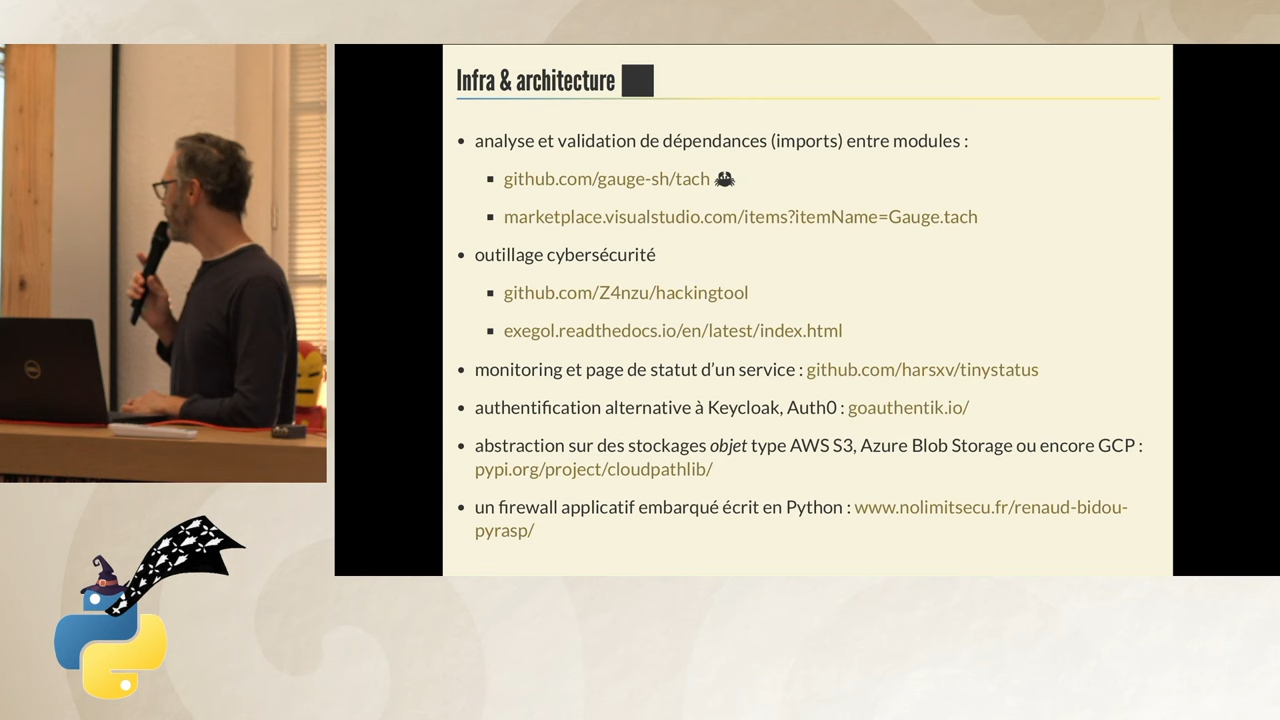 Infra & architecture
analyse et validation de dépendances (imports) entre modules :
github.com/gauge-sh/tach
marketplace.visualstudio.com/items?itemName=Gauge.tach
outillage cybersécurité
github.com/Z4nzu/hackingtool
exegol.readthedocs.io/en/latest/index.html
monitoring et page de statut d’un service : github.com/harsxv/tinystatus
authentification alternative à Keycloak, Auth0 : goauthentik.io/
abstraction sur des stockages objet type AWS S3, Azure Blob Storage ou encore GCP :
pypi.org/project/cloudpathlib/
un firewall applicatif embarqué écrit en Python : www.nolimitsecu.fr/renaud-bidou-
pyrasp/